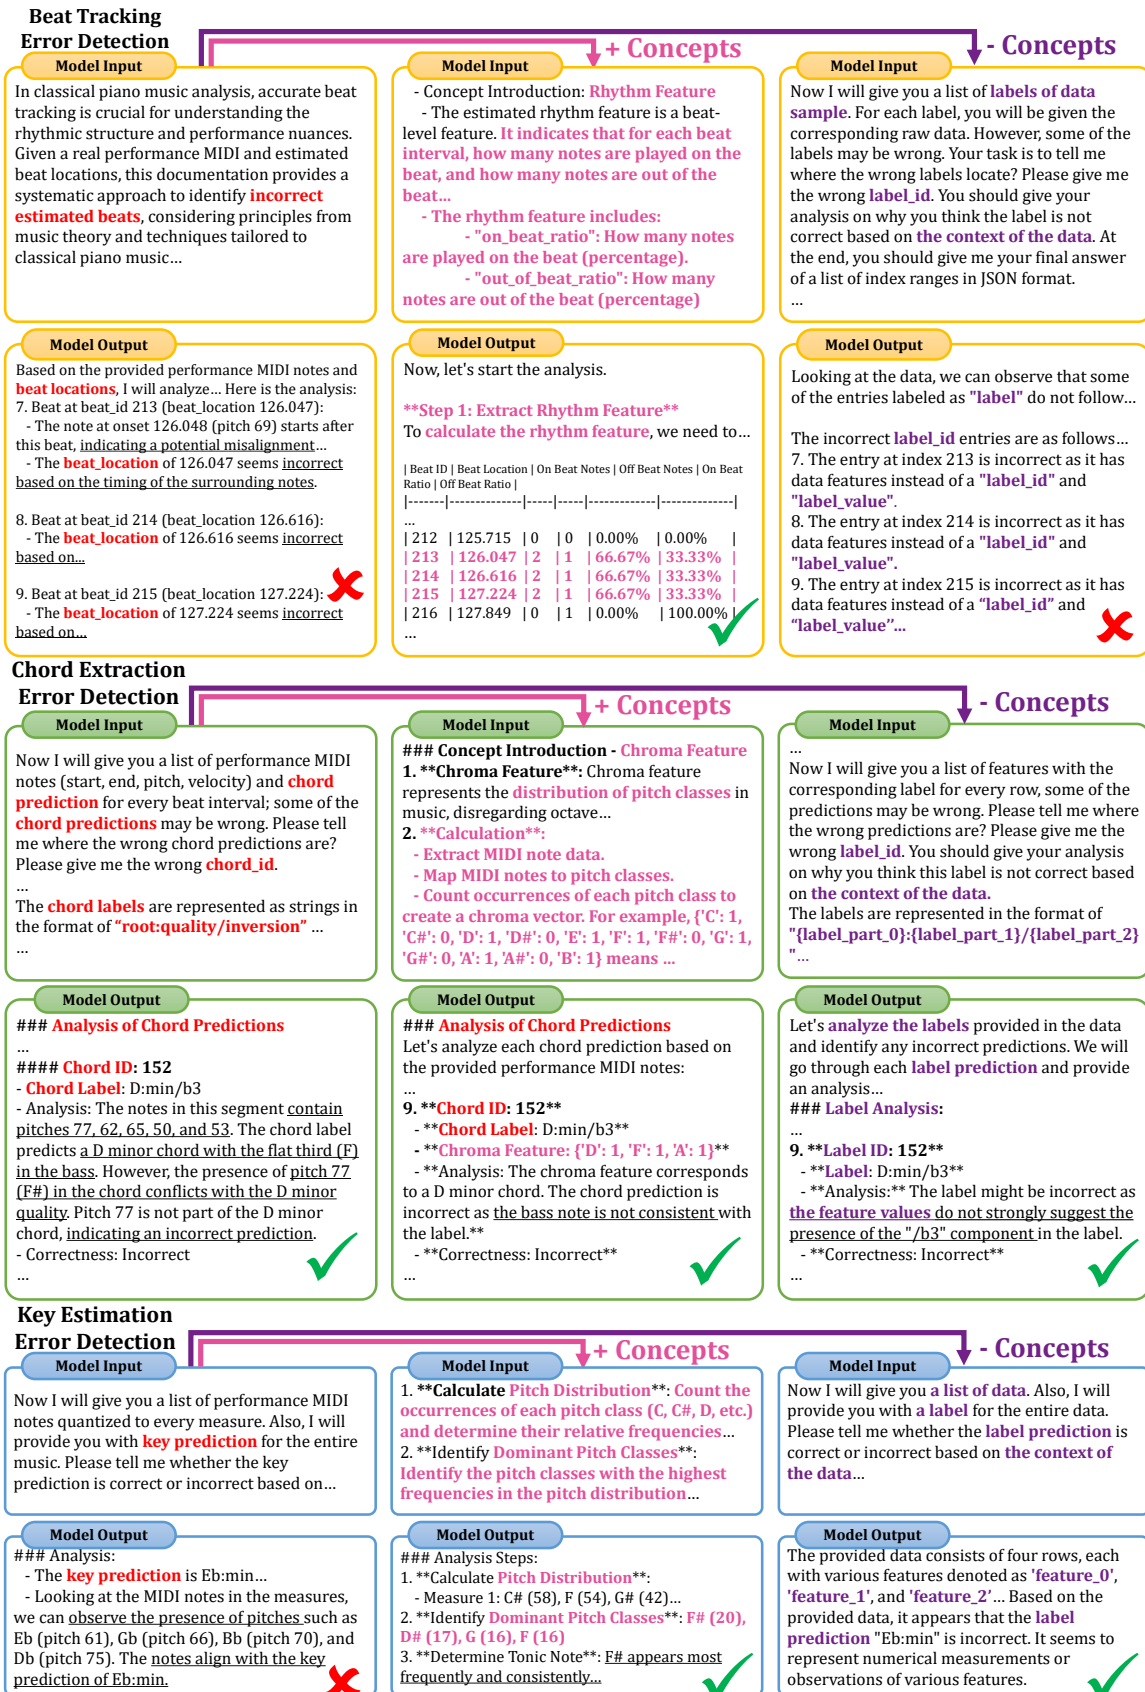 Beat Tracking
Error Detection
+ Concepts
- Concepts
Model Input
In classical piano music analysis, accurate beat
tracking is crucial for understanding the
rhythmic structure and performance nuances.
Given a real performance MIDI and estimated
beat locations, this documentation provides a
systematic approach to identify incorrect
estimated beats, considering principles from
music theory and techniques tailored to
classical piano music…
Model Input
- Concept Introduction: Rhythm Feature
- The estimated rhythm feature is a beat-
level feature. It indicates that for each beat
interval, how many notes are played on the
beat, and how many notes are out of the
beat…
- The rhythm feature includes:
- "on_beat_ratio": How many notes
are played on the beat (percentage).
- "out_of_beat_ratio": How many
notes are out of the beat (percentage)
Model Input
Now I will give you a list of labels of data
sample. For each label, you will be given the
corresponding raw data. However, some of the
labels may be wrong. Your task is to tell me
where the wrong labels locate? Please give me
the wrong label_id. You should give your
analysis on why you think the label is not
correct based on the context of the data. At
the end, you should give me your final answer
of a list of index ranges in JSON format.
…
Model Output
Based on the provided performance MIDI notes and
beat locations, I will analyze… Here is the analysis:
7. Beat at beat_id 213 (beat_location 126.047):
- The note at onset 126.048 (pitch 69) starts after
this beat, indicating a potential misalignment…
- The beat_location of 126.047 seems incorrect
based on the timing of the surrounding notes.
8. Beat at beat_id 214 (beat_location 126.616):
- The beat_location of 126.616 seems incorrect
based on...
9. Beat at beat_id 215 (beat_location 127.224):
- The beat_location of 127.224 seems incorrect
based on…
Model Output
Now, let's start the analysis.
**Step 1: Extract Rhythm Feature**
To calculate the rhythm feature, we need to…
| Beat ID | Beat Location | On Beat Notes | Off Beat Notes | On Beat
Ratio | Off Beat Ratio |
|-------|--------------|-----|-----|-------------|--------------|
…
| 212 | 125.715 | 0 | 0 | 0.00% | 0.00% |
| 213 | 126.047 | 2 | 1 | 66.67% | 33.33% |
| 214 | 126.616 | 2 | 1 | 66.67% | 33.33% |
| 215 | 127.224 | 2 | 1 | 66.67% | 33.33% |
| 216 | 127.849 | 0 | 1 | 0.00% | 100.00% |
…
Model Output
Looking at the data, we can observe that some
of the entries labeled as "label" do not follow…
The incorrect label_id entries are as follows…
7. The entry at index 213 is incorrect as it has
data features instead of a "label_id" and
"label_value".
8. The entry at index 214 is incorrect as it has
data features instead of a "label_id" and
"label_value".
9. The entry at index 215 is incorrect as it has
data features instead of a “label_id” and
“label_value”…
Chord Extraction
Error Detection
+ Concepts
- Concepts
Model Input
Now I will give you a list of performance MIDI
notes (start, end, pitch, velocity) and chord
prediction for every beat interval; some of the
chord predictions may be wrong. Please tell
me where the wrong chord predictions are?
Please give me the wrong chord_id.
…
The chord labels are represented as strings in
the format of “root:quality/inversion” …
…
Model Input
### Concept Introduction - Chroma Feature
1. **Chroma Feature**: Chroma feature
represents the distribution of pitch classes in
music, disregarding octave…
2. **Calculation**:
- Extract MIDI note data.
- Map MIDI notes to pitch classes.
- Count occurrences of each pitch class to
create a chroma vector. For example, {'C': 1,
'C#': 0, 'D': 1, 'D#': 0, 'E': 1, 'F': 1, 'F#': 0, 'G': 1,
'G#': 0, 'A': 1, 'A#': 0, 'B': 1} means …
Model Input
…
Now I will give you a list of features with the
corresponding label for every row, some of the
predictions may be wrong. Please tell me where
the wrong predictions are? Please give me the
wrong label_id. You should give your analysis
on why you think this label is not correct based
on the context of the data.
The labels are represented in the format of
"{label_part_0}:{label_part_1}/{label_part_2}
"…
Model Output
### Analysis of Chord Predictions
…
#### Chord ID: 152
- Chord Label: D:min/b3
- Analysis: The notes in this segment contain
pitches 77, 62, 65, 50, and 53. The chord label
predicts a D minor chord with the flat third (F)
in the bass. However, the presence of pitch 77
(F#) in the chord conflicts with the D minor
quality. Pitch 77 is not part of the D minor
chord, indicating an incorrect prediction.
- Correctness: Incorrect
…
Model Output
### Analysis of Chord Predictions
Let's analyze each chord prediction based on
the provided performance MIDI notes:
…
9. **Chord ID: 152**
- **Chord Label: D:min/b3**
- **Chroma Feature: {'D': 1, 'F': 1, 'A': 1}**
- **Analysis: The chroma feature corresponds
to a D minor chord. The chord prediction is
incorrect as the bass note is not consistent with
the label.**
- **Correctness: Incorrect**
…
Model Output
Let's analyze the labels provided in the data
and identify any incorrect predictions. We will
go through each label prediction and provide
an analysis…
### Label Analysis:
…
9. **Label ID: 152**
- **Label: D:min/b3**
- **Analysis:** The label might be incorrect as
the feature values do not strongly suggest the
presence of the "/b3" component in the label.
- **Correctness: Incorrect**
…
Key Estimation
Error Detection
+ Concepts
- Concepts
Model Input
Now I will give you a list of performance MIDI
notes quantized to every measure. Also, I will
provide you with key prediction for the entire
music. Please tell me whether the key
prediction is correct or incorrect based on…
Model Input
1. **Calculate Pitch Distribution**: Count the
occurrences of each pitch class (C, C#, D, etc.)
and determine their relative frequencies…
2. **Identify Dominant Pitch Classes**:
Identify the pitch classes with the highest
frequencies in the pitch distribution…
Model Input
Now I will give you a list of data. Also, I will
provide you with a label for the entire data.
Please tell me whether the label prediction is
correct or incorrect based on the context of
the data…
Model Output
### Analysis:
- The key prediction is Eb:min…
- Looking at the MIDI notes in the measures,
we can observe the presence of pitches such as
Eb (pitch 61), Gb (pitch 66), Bb (pitch 70), and
Db (pitch 75). The notes align with the key
prediction of Eb:min.
Model Output
### Analysis Steps:
1. **Calculate Pitch Distribution**:
- Measure 1: C# (58), F (54), G# (42)…
2. **Identify Dominant Pitch Classes**: F# (20),
D# (17), G (16), F (16)
3. **Determine Tonic Note**: F# appears most
frequently and consistently…
Model Output
The provided data consists of four rows, each
with various features denoted as 'feature_0',
'feature_1', and 'feature_2'… Based on the
provided data, it appears that the label
prediction "Eb:min" is incorrect. It seems to
represent numerical measurements or
observations of various features.